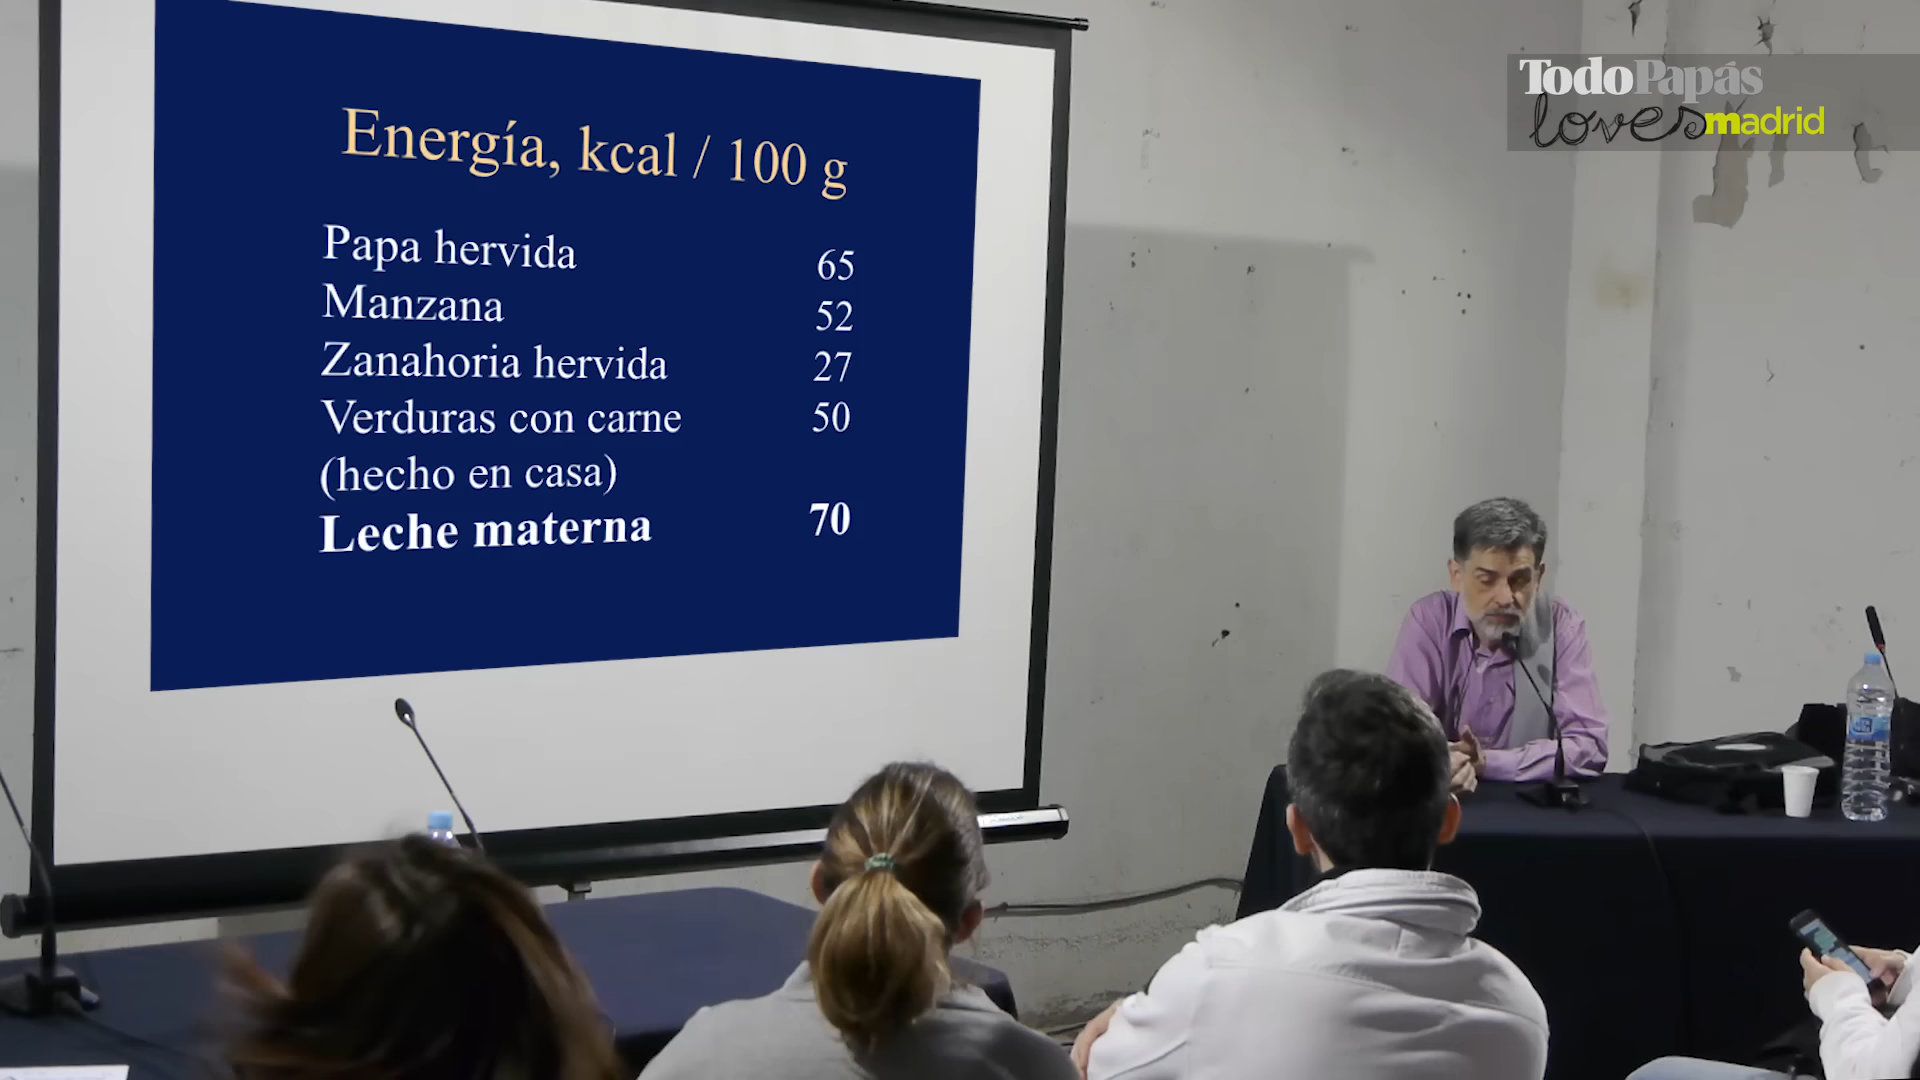 Energía, kcal / 100 g
Papa hervida 65
Manzana 52
Zanahoria hervida 27
Verduras con carne 50
(hecho en casa)
Leche materna 70
TodoPapás
loves madrid